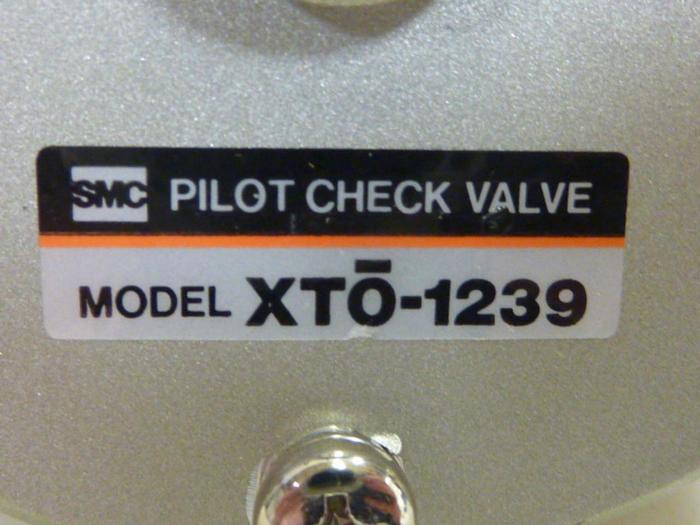 SMC PILOT CHECK VALVE
MODEL XTŌ-1239